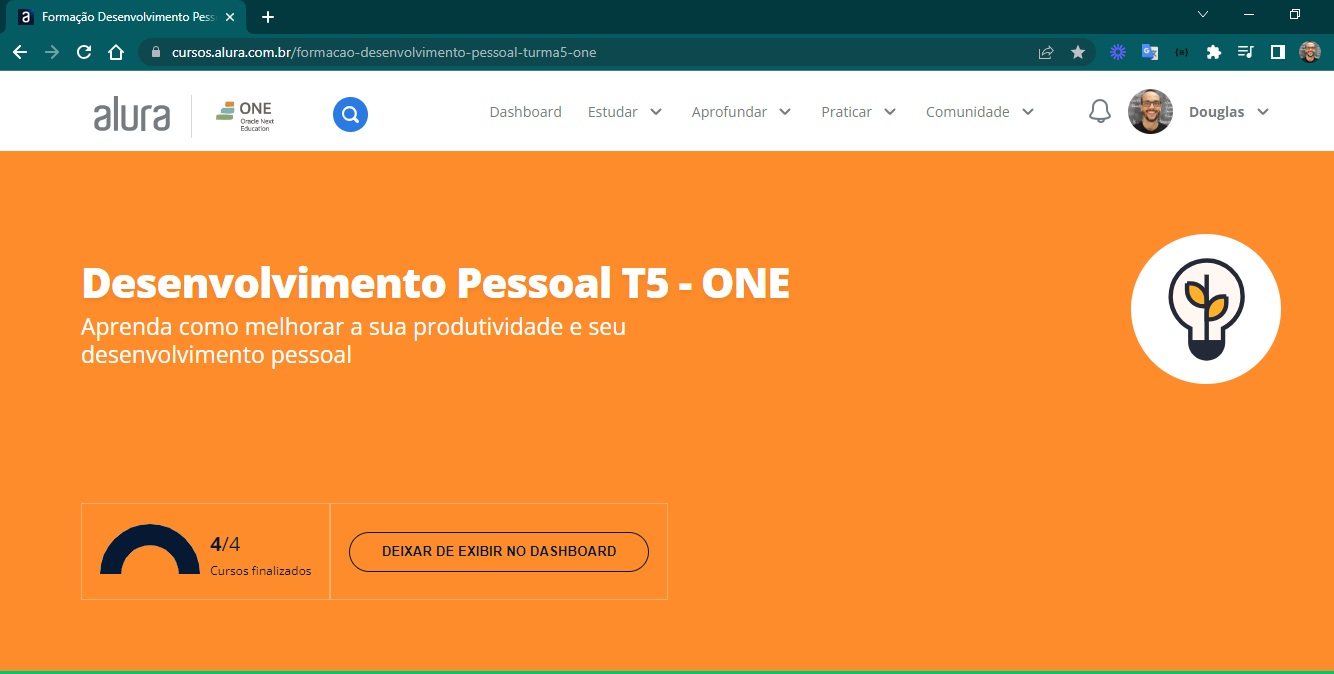 Formação Desenvolvimento Pess
cursos.alura.com.br/formacao-desenvolvimento-pessoal-turma5-one
alura
ONE
Oracle Next
Education
Dashboard Estudar Aprofundar Praticar Comunidade Douglas
Desenvolvimento Pessoal T5 - ONE
Aprenda como melhorar a sua produtividade e seu
desenvolvimento pessoal
4/4
Cursos finalizados
DEIXAR DE EXIBIR NO DASHBOARD